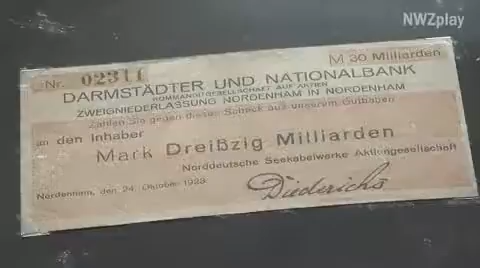 NWZplay
Nr. 02311
M 30 Milliarden
DARMSTÄDTER UND NATIONALBANK
KOMMANDITGESELLSCHAFT AUF AKTIEN
ZWEIGNIEDERLASSUNG NORDENHAM IN NORDENHAM
Zahlen Sie gegen diesen Scheck aus unserem Guthaben
an den Inhaber
Mark Dreißzig Milliarden
Norddeutsche Seekabelwerke Aktiengesellschaft
Nordenham, den 24. Oktober 1923
Diederichs